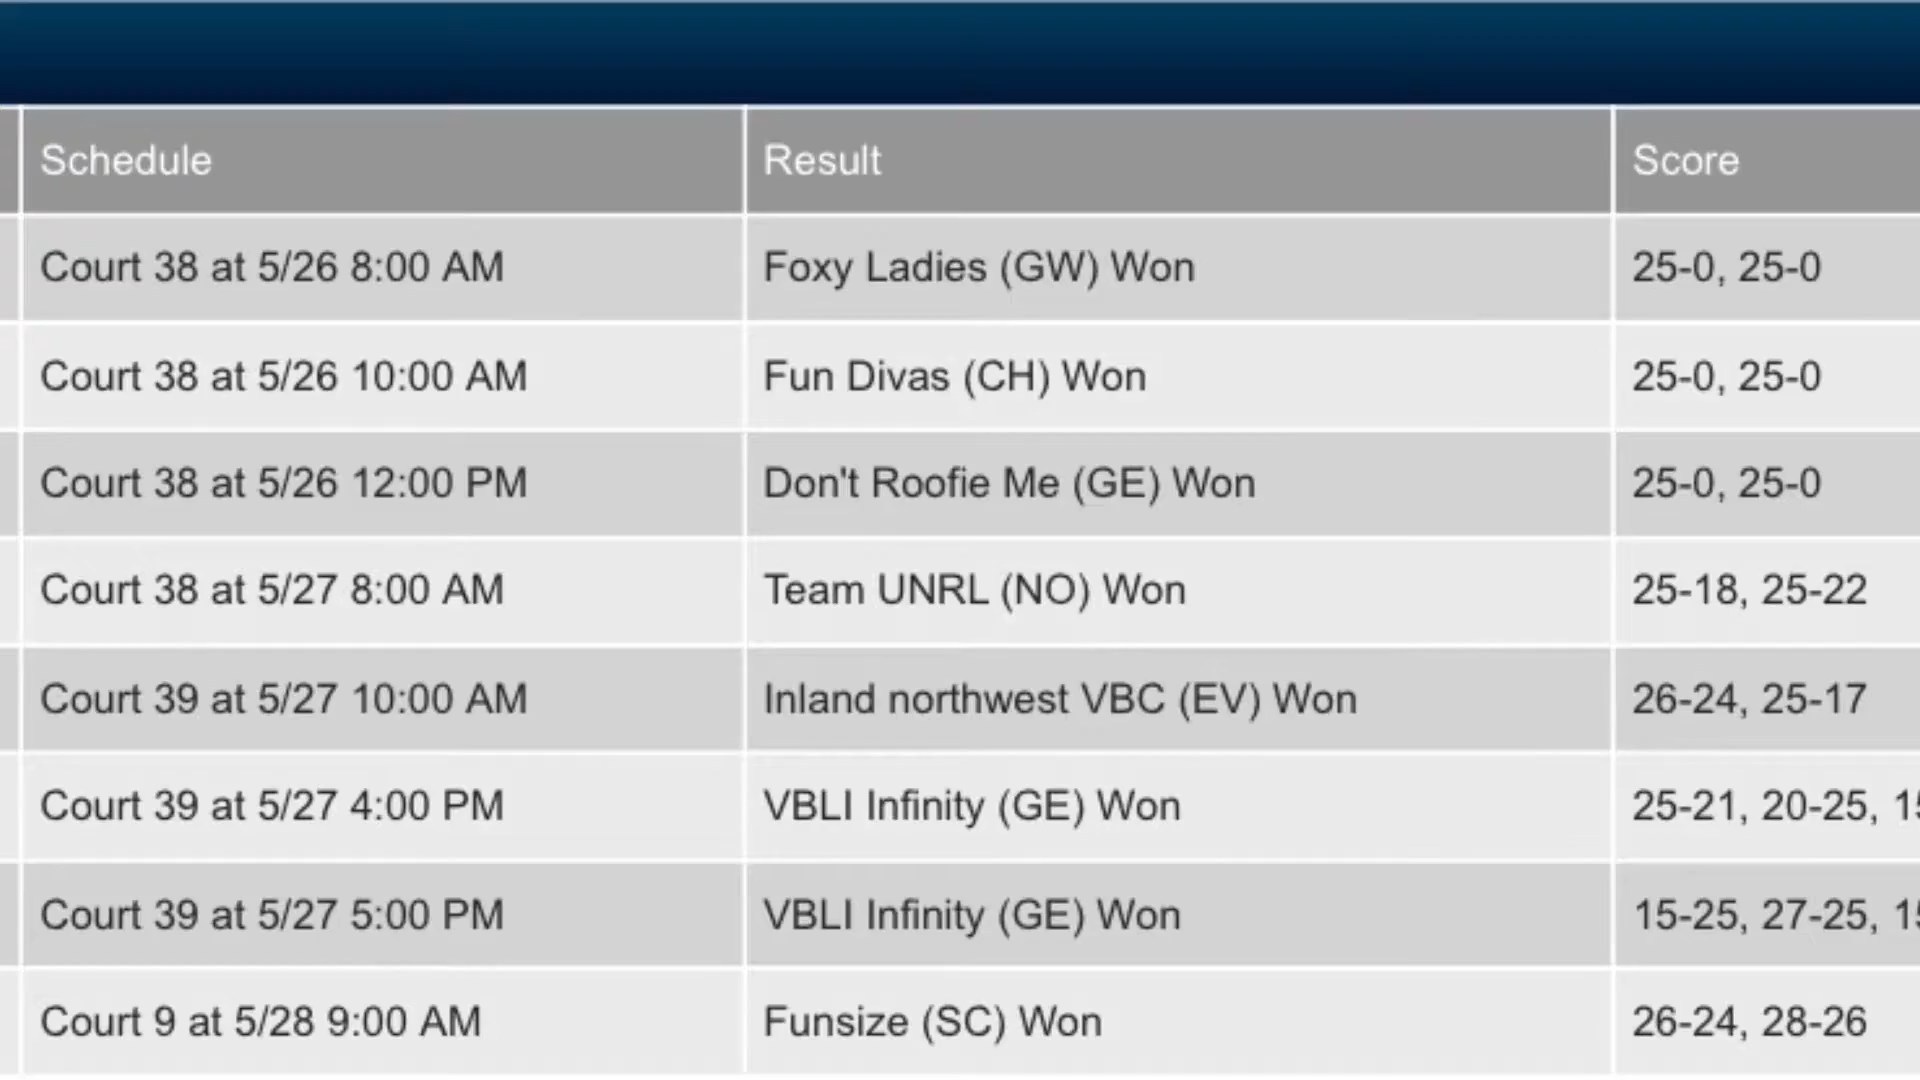 Schedule Result Score
Court 38 at 5/26 8:00 AM Foxy Ladies (GW) Won 25-0, 25-0
Court 38 at 5/26 10:00 AM Fun Divas (CH) Won 25-0, 25-0
Court 38 at 5/26 12:00 PM Don't Roofie Me (GE) Won 25-0, 25-0
Court 38 at 5/27 8:00 AM Team UNRL (NO) Won 25-18, 25-22
Court 39 at 5/27 10:00 AM Inland northwest VBC (EV) Won 26-24, 25-17
Court 39 at 5/27 4:00 PM VBLI Infinity (GE) Won 25-21, 20-25,
Court 39 at 5/27 5:00 PM VBLI Infinity (GE) Won 15-25, 27-25,
Court 9 at 5/28 9:00 AM Funsize (SC) Won 26-24, 28-26